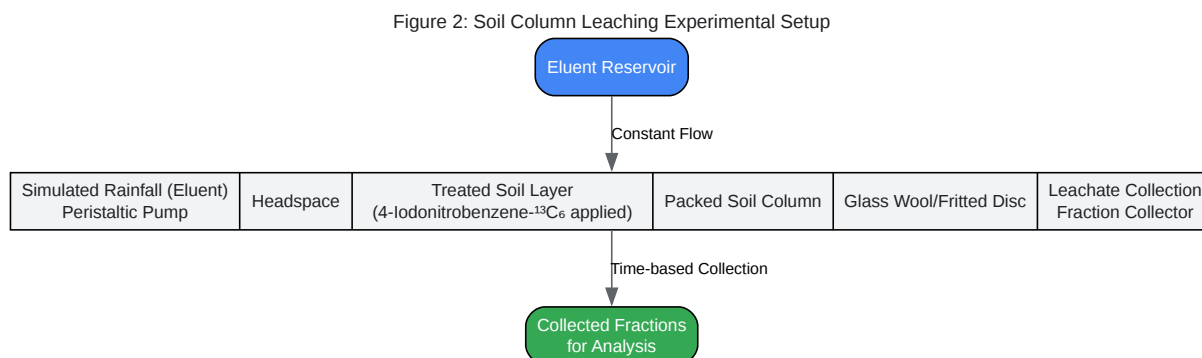 Figure 2: Soil Column Leaching Experimental Setup
Eluent Reservoir
Constant Flow
Simulated Rainfall (Eluent)
Peristaltic Pump
Headspace
Treated Soil Layer
(4-Iodonitrobenzene-¹³C₆ applied)
Packed Soil Column
Glass Wool/Fritted Disc
Leachate Collection
Fraction Collector
Time-based Collection
Collected Fractions
for Analysis